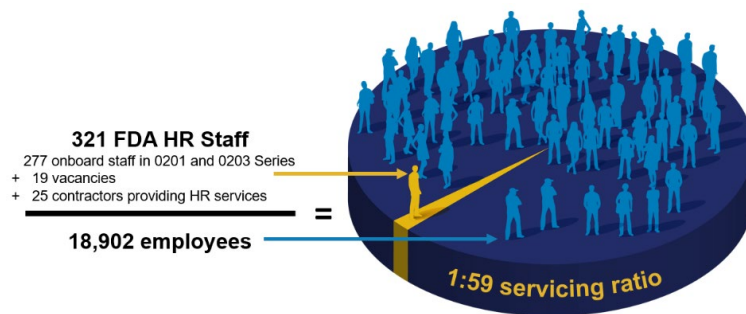 321 FDA HR Staff
277 onboard staff in 0201 and 0203 Series
+ 19 vacancies
+ 25 contractors providing HR services
=
18,902 employees
1:59 servicing ratio